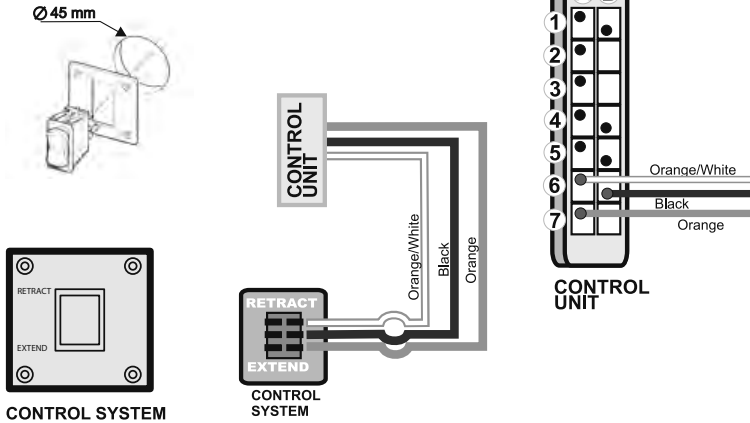 Ø 45 mm
RETRACT
EXTEND
CONTROL SYSTEM
CONTROL
UNIT
Orange/White
Black
Orange
RETRACT
EXTEND
CONTROL
SYSTEM
1
2
3
4
5
6
7
Orange/White
Black
Orange
CONTROL
UNIT